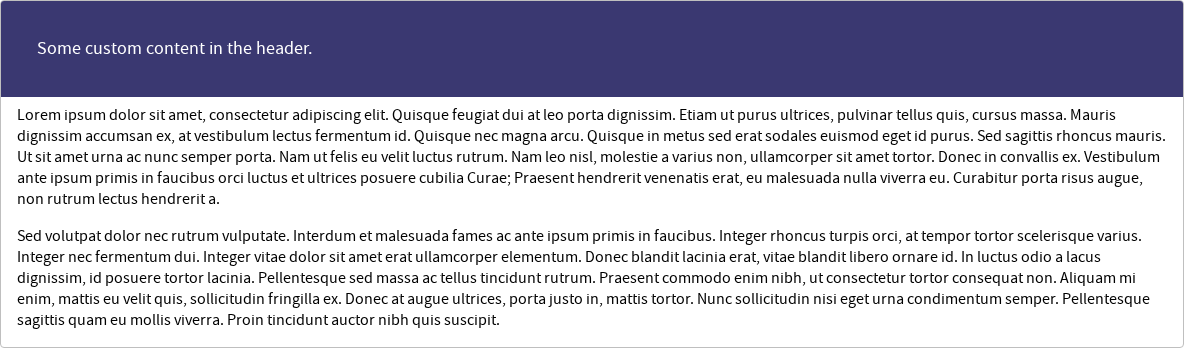 Some custom content in the header.
Lorem ipsum dolor sit amet, consectetur adipiscing elit. Quisque feugiat dui at leo porta dignissim. Etiam ut purus ultrices, pulvinar tellus quis, cursus massa. Mauris
dignissim accumsan ex, at vestibulum lectus fermentum id. Quisque nec magna arcu. Quisque in metus sed erat sodales euismod eget id purus. Sed sagittis rhoncus mauris.
Ut sit amet urna ac nunc semper porta. Nam ut felis eu velit luctus rutrum. Nam leo nisl, molestie a varius non, ullamcorper sit amet tortor. Donec in convallis ex. Vestibulum
ante ipsum primis in faucibus orci luctus et ultrices posuere cubilia Curae; Praesent hendrerit venenatis erat, eu malesuada nulla viverra eu. Curabitur porta risus augue,
non rutrum lectus hendrerit a.
Sed volutpat dolor nec rutrum vulputate. Interdum et malesuada fames ac ante ipsum primis in faucibus. Integer rhoncus turpis orci, at tempor tortor scelerisque varius.
Integer nec fermentum dui. Integer vitae dolor sit amet erat ullamcorper elementum. Donec blandit lacinia erat, vitae blandit libero ornare id. In luctus odio a lacus
dignissim, id posuere tortor lacinia. Pellentesque sed massa ac tellus tincidunt rutrum. Praesent commodo enim nibh, ut consectetur tortor consequat non. Aliquam mi
enim, mattis eu velit quis, sollicitudin fringilla ex. Donec at augue ultrices, porta justo in, mattis tortor. Nunc sollicitudin nisi eget urna condimentum semper. Pellentesque
sagittis quam eu mollis viverra. Proin tincidunt auctor nibh quis suscipit.